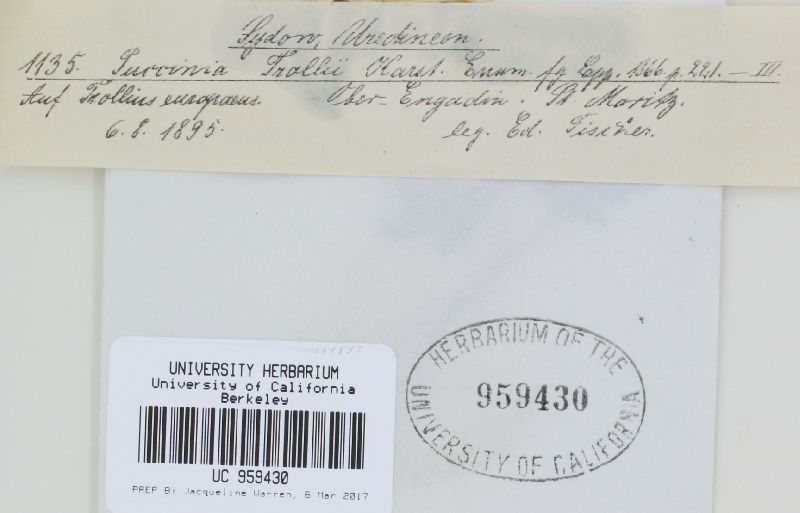 Sydow, Uredineen.
1135. Puccinia Trollii Karst. Enum. fg Lapp. 1866. p. 221. — III.
Auf Trollius europaeus. Ober-Engadin. St. Moritz.
6. 8. 1895. leg. Ed. Fischer.
UNIVERSITY HERBARIUM
University of California
Berkeley
UC 959430
PREP BY Jacqueline Warren, 6 Mar 2017
HERBARIUM OF THE
959430
UNIVERSITY OF CALIFORNIA